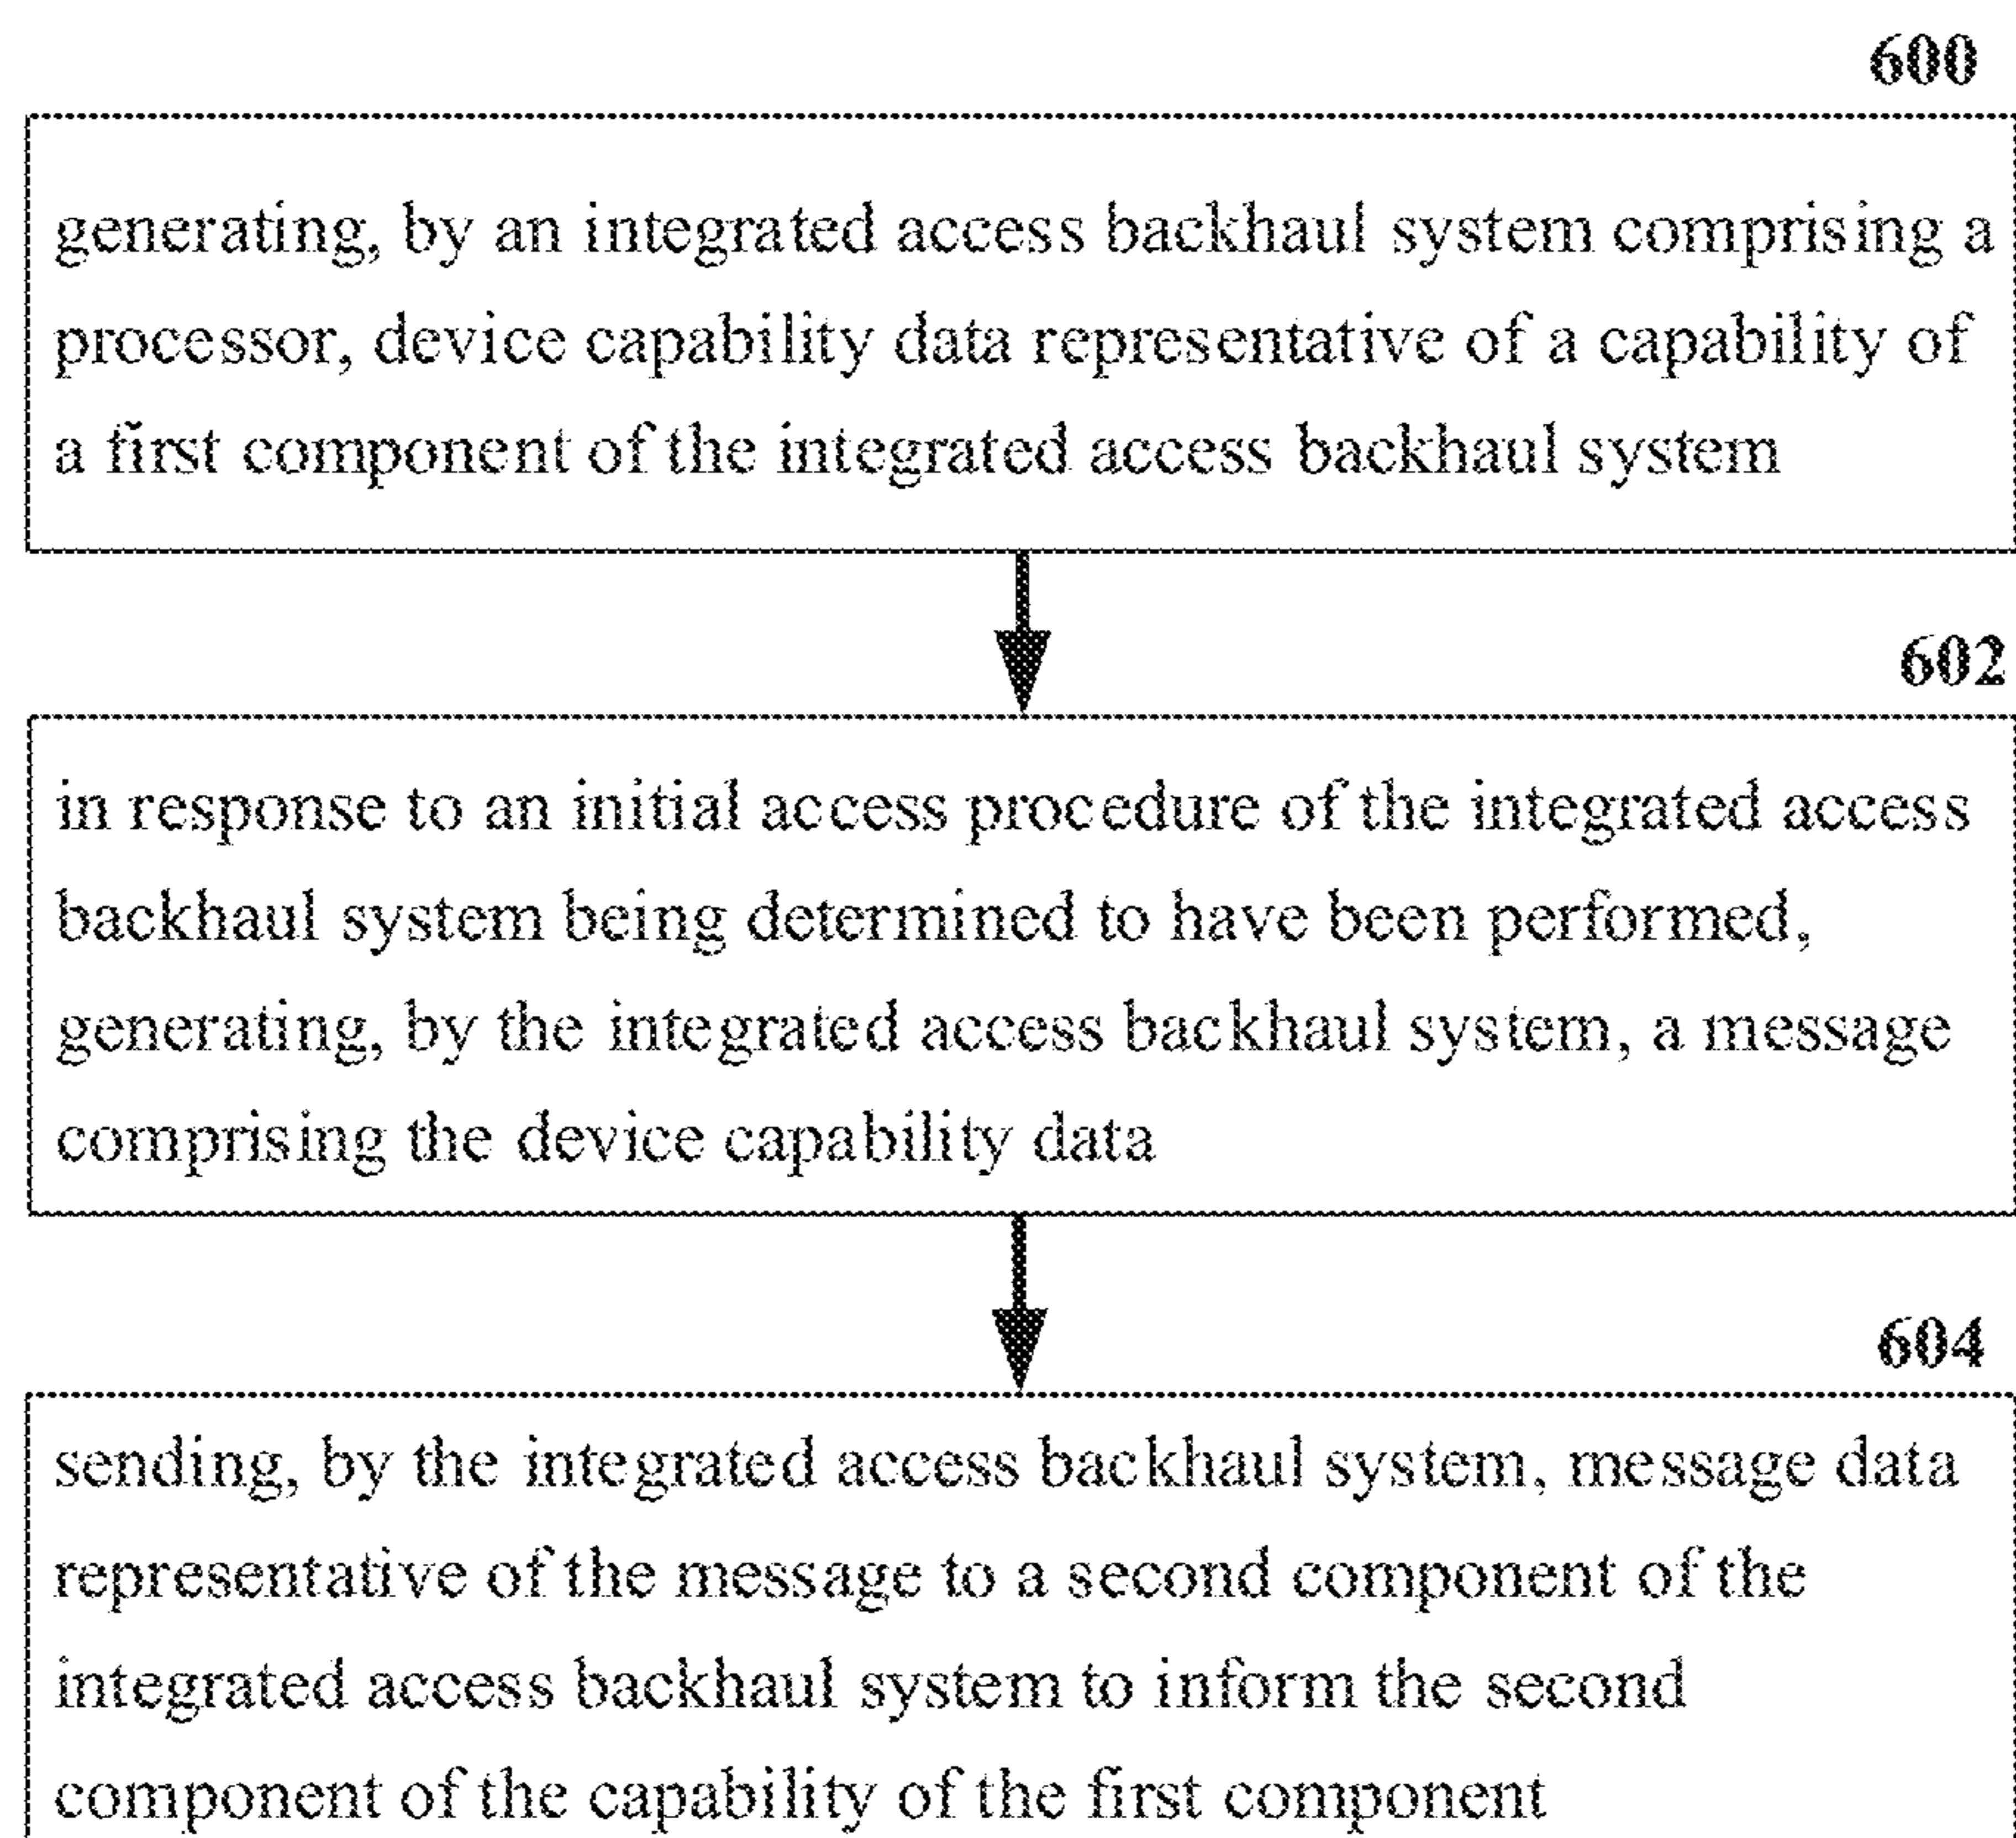 600
generating, by an integrated access backhaul system comprising a
processor, device capability data representative of a capability of
a first component of the integrated access backhaul system
602
in response to an initial access procedure of the integrated access
backhaul system being determined to have been performed,
generating, by the integrated access backhaul system, a message
comprising the device capability data
604
sending, by the integrated access backhaul system, message data
representative of the message to a second component of the
integrated access backhaul system to inform the second
component of the capability of the first component